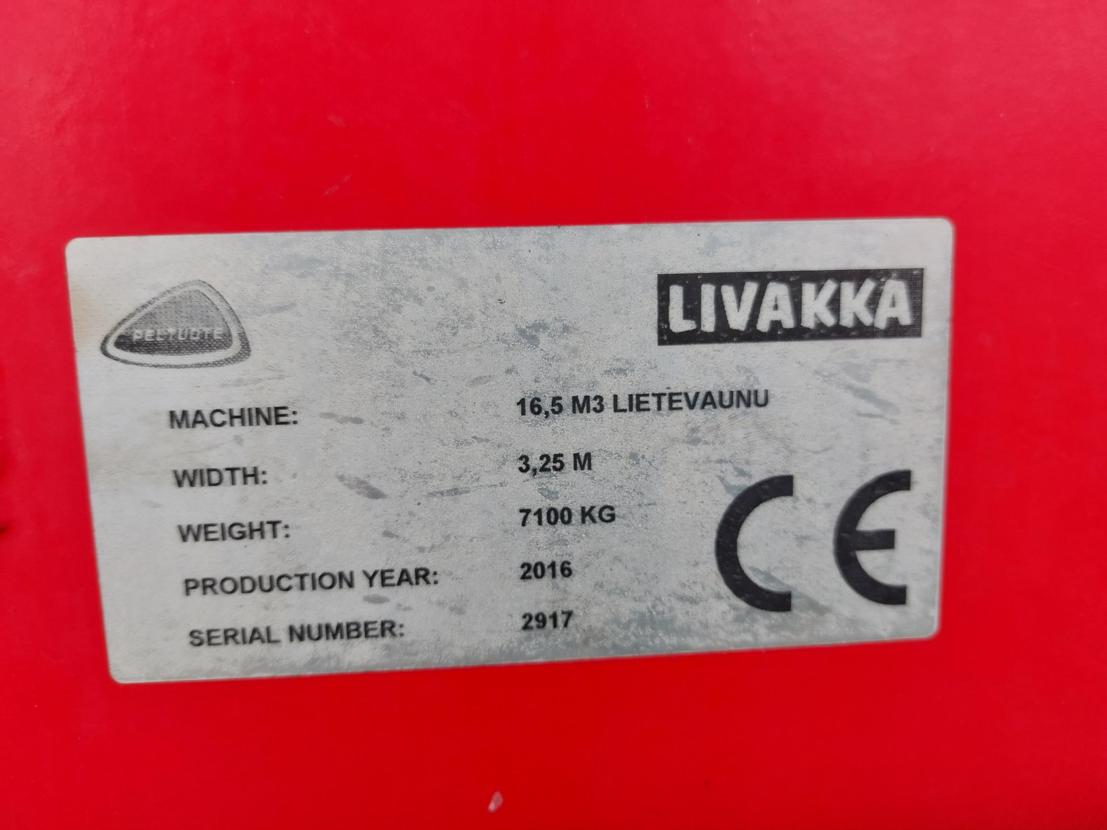 PELTUOTE
LIVAKKA
MACHINE: 16,5 M3 LIETEVAUNU
WIDTH: 3,25 M
WEIGHT: 7100 KG
PRODUCTION YEAR: 2016
SERIAL NUMBER: 2917
CE